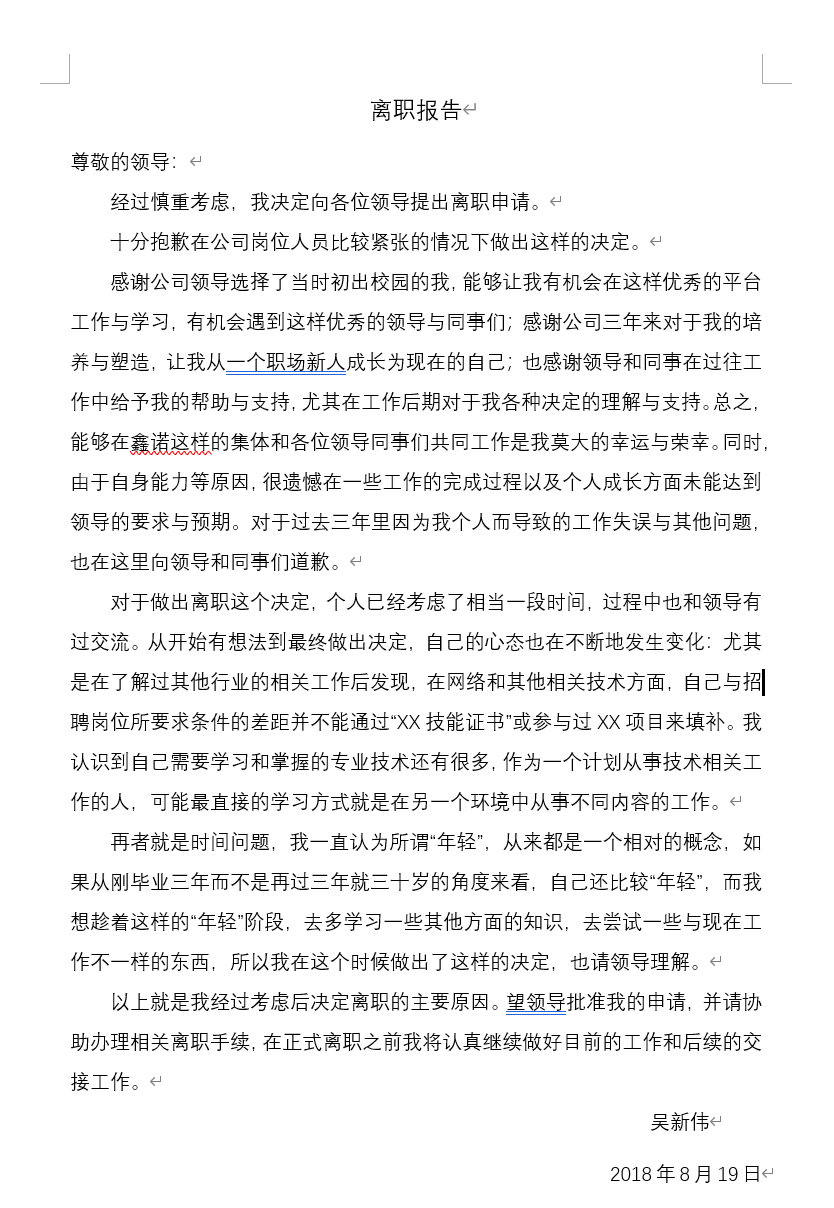 离职报告
尊敬的领导：
经过慎重考虑，我决定向各位领导提出离职申请。
十分抱歉在公司岗位人员比较紧张的情况下做出这样的决定。
感谢公司领导选择了当时初出校园的我，能够让我有机会在这样优秀的平台
工作与学习，有机会遇到这样优秀的领导与同事们；感谢公司三年来对于我的培
养与塑造，让我从一个职场新人成长为现在的自己；也感谢领导和同事在过往工
作中给予我的帮助与支持，尤其在工作后期对于我各种决定的理解与支持。总之，
能够在鑫诺这样的集体和各位领导同事们共同工作是我莫大的幸运与荣幸。同时，
由于自身能力等原因，很遗憾在一些工作的完成过程以及个人成长方面未能达到
领导的要求与预期。对于过去三年里因为我个人而导致的工作失误与其他问题，
也在这里向领导和同事们道歉。
对于做出离职这个决定，个人已经考虑了相当一段时间，过程中也和领导有
过交流。从开始有想法到最终做出决定，自己的心态也在不断地发生变化：尤其
是在了解过其他行业的相关工作后发现，在网络和其他相关技术方面，自己与招
聘岗位所要求条件的差距并不能通过“XX 技能证书”或参与过 XX 项目来填补。我
认识到自己需要学习和掌握的专业技术还有很多，作为一个计划从事技术相关工
作的人，可能最直接的学习方式就是在另一个环境中从事不同内容的工作。
再者就是时间问题，我一直认为所谓“年轻”，从来都是一个相对的概念，如
果从刚毕业三年而不是再过三年就三十岁的角度来看，自己还比较“年轻”，而我
想趁着这样的“年轻”阶段，去多学习一些其他方面的知识，去尝试一些与现在工
作不一样的东西，所以我在这个时候做出了这样的决定，也请领导理解。
以上就是我经过考虑后决定离职的主要原因。望领导批准我的申请，并请协
助办理相关离职手续，在正式离职之前我将认真继续做好目前的工作和后续的交
接工作。
吴新伟
2018 年 8 月 19 日